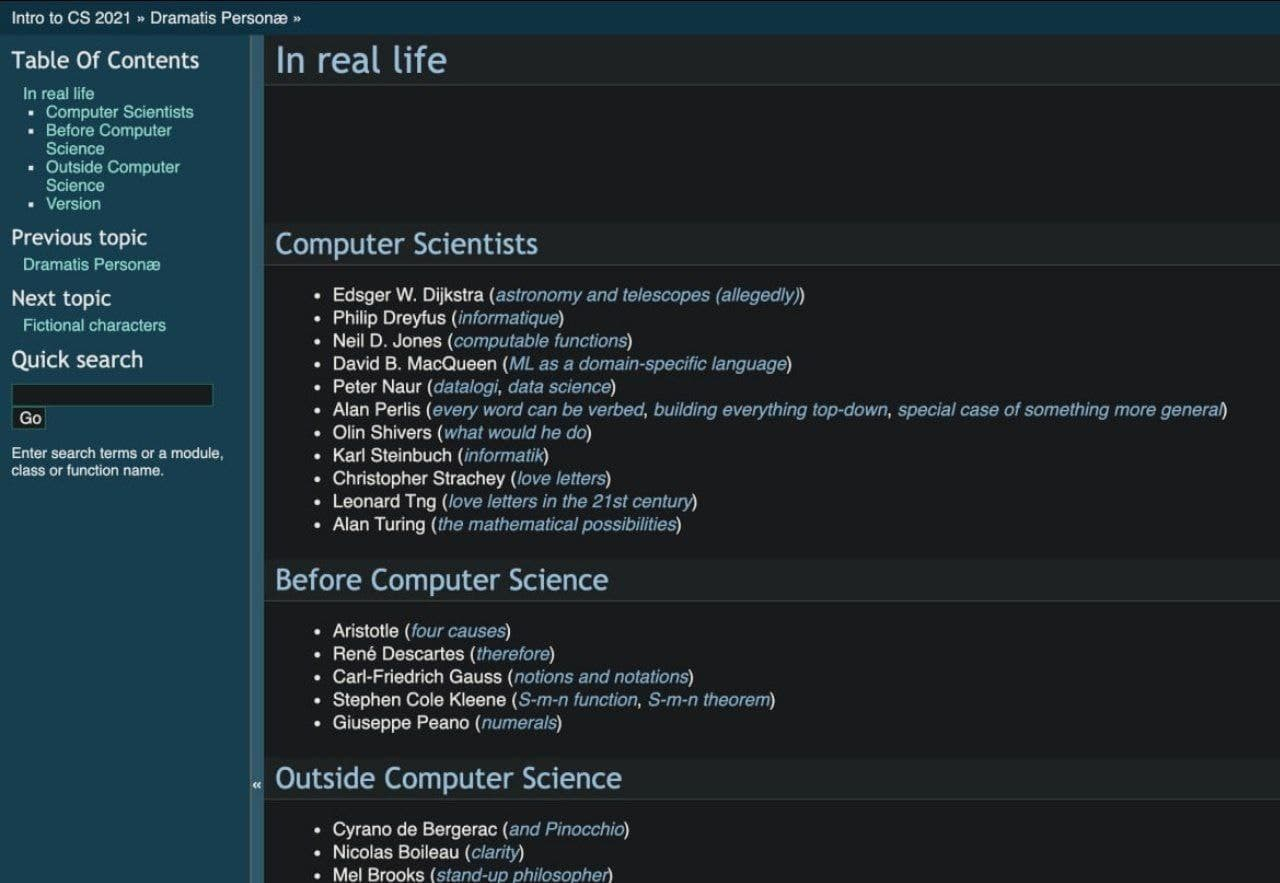 Intro to CS 2021 » Dramatis Personæ »
Table Of Contents
In real life
Computer Scientists
Before Computer
Science
Outside Computer
Science
Version
Previous topic
Dramatis Personæ
Next topic
Fictional characters
Quick search
Go
Enter search terms or a module,
class or function name.
«
In real life
Computer Scientists
• Edsger W. Dijkstra (astronomy and telescopes (allegedly))
• Philip Dreyfus (informatique)
• Neil D. Jones (computable functions)
• David B. MacQueen (ML as a domain-specific language)
• Peter Naur (datalogi, data science)
• Alan Perlis (every word can be verbed, building everything top-down, special case of something more general)
• Olin Shivers (what would he do)
• Karl Steinbuch (informatik)
• Christopher Strachey (love letters)
• Leonard Tng (love letters in the 21st century)
• Alan Turing (the mathematical possibilities)
Before Computer Science
• Aristotle (four causes)
• René Descartes (therefore)
• Carl-Friedrich Gauss (notions and notations)
• Stephen Cole Kleene (S-m-n function, S-m-n theorem)
• Giuseppe Peano (numerals)
Outside Computer Science
• Cyrano de Bergerac (and Pinocchio)
• Nicolas Boileau (clarity)
• Mel Brooks (stand-up philosopher)